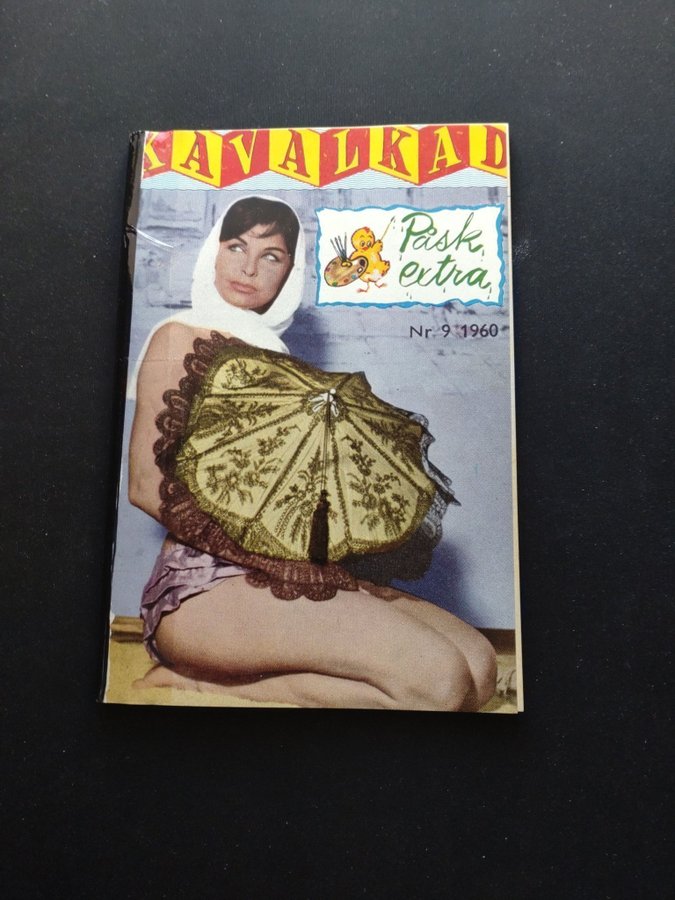 KAVALKAD
Påsk
extra
Nr. 9 1960